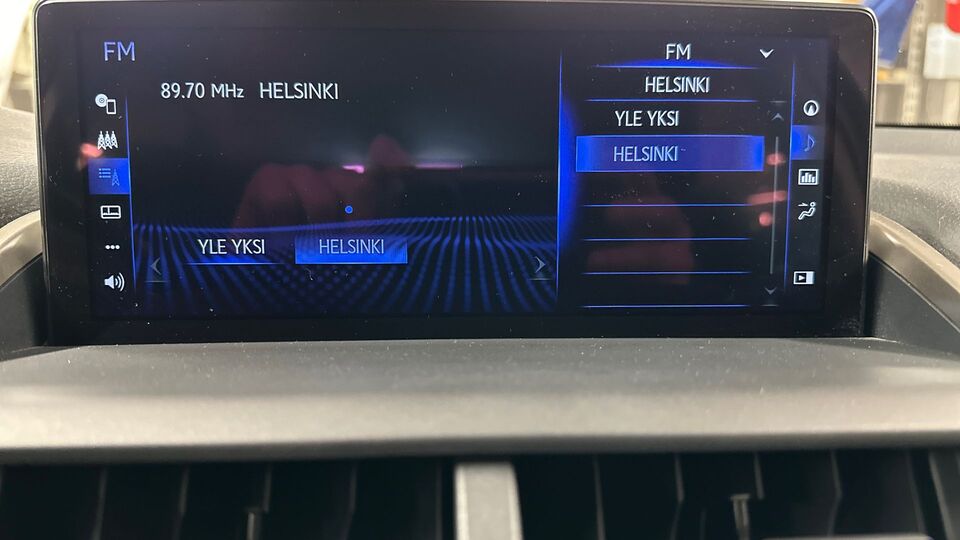 FM
89.70 MHz HELSINKI
YLE YKSI HELSINKI
FM
HELSINKI
YLE YKSI
HELSINKI